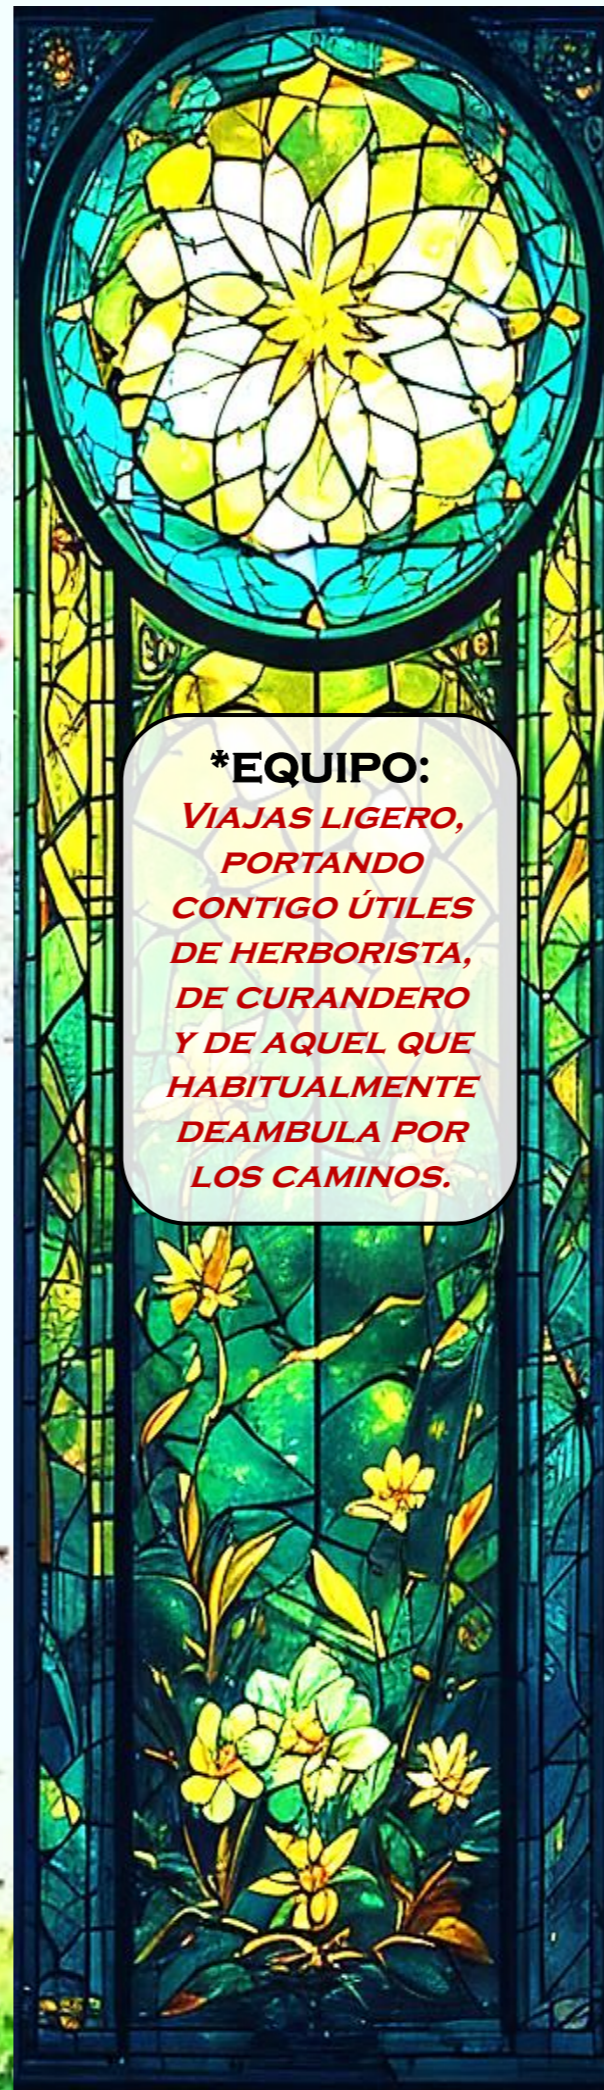 *EQUIPO:
VIAJAS LIGERO,
PORTANDO
CONTIGO ÚTILES
DE HERBORISTA,
DE CURANDERO
Y DE AQUEL QUE
HABITUALMENTE
DEAMBULA POR
LOS CAMINOS.